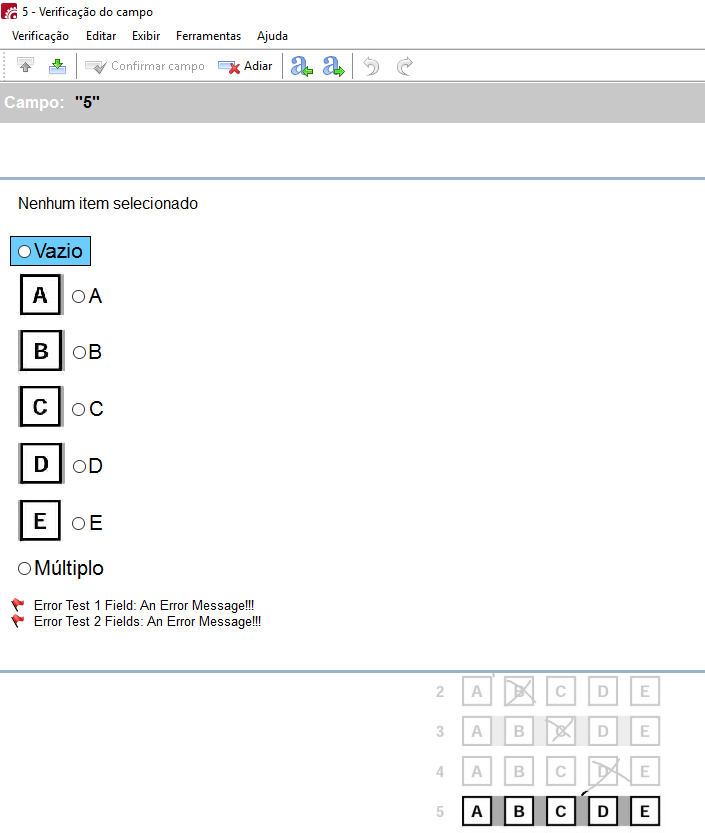 5 - Verificação do campo
Verificação Editar Exibir Ferramentas Ajuda
Confirmar campo Adiar a a
Campo: "5"
Nenhum item selecionado
Vazio
A A
B B
C C
D D
E E
Múltiplo
Error Test 1 Field: An Error Message!!!
Error Test 2 Fields: An Error Message!!!
2 A B C D E
3 A B C D E
4 A B C D E
5 A B C D E